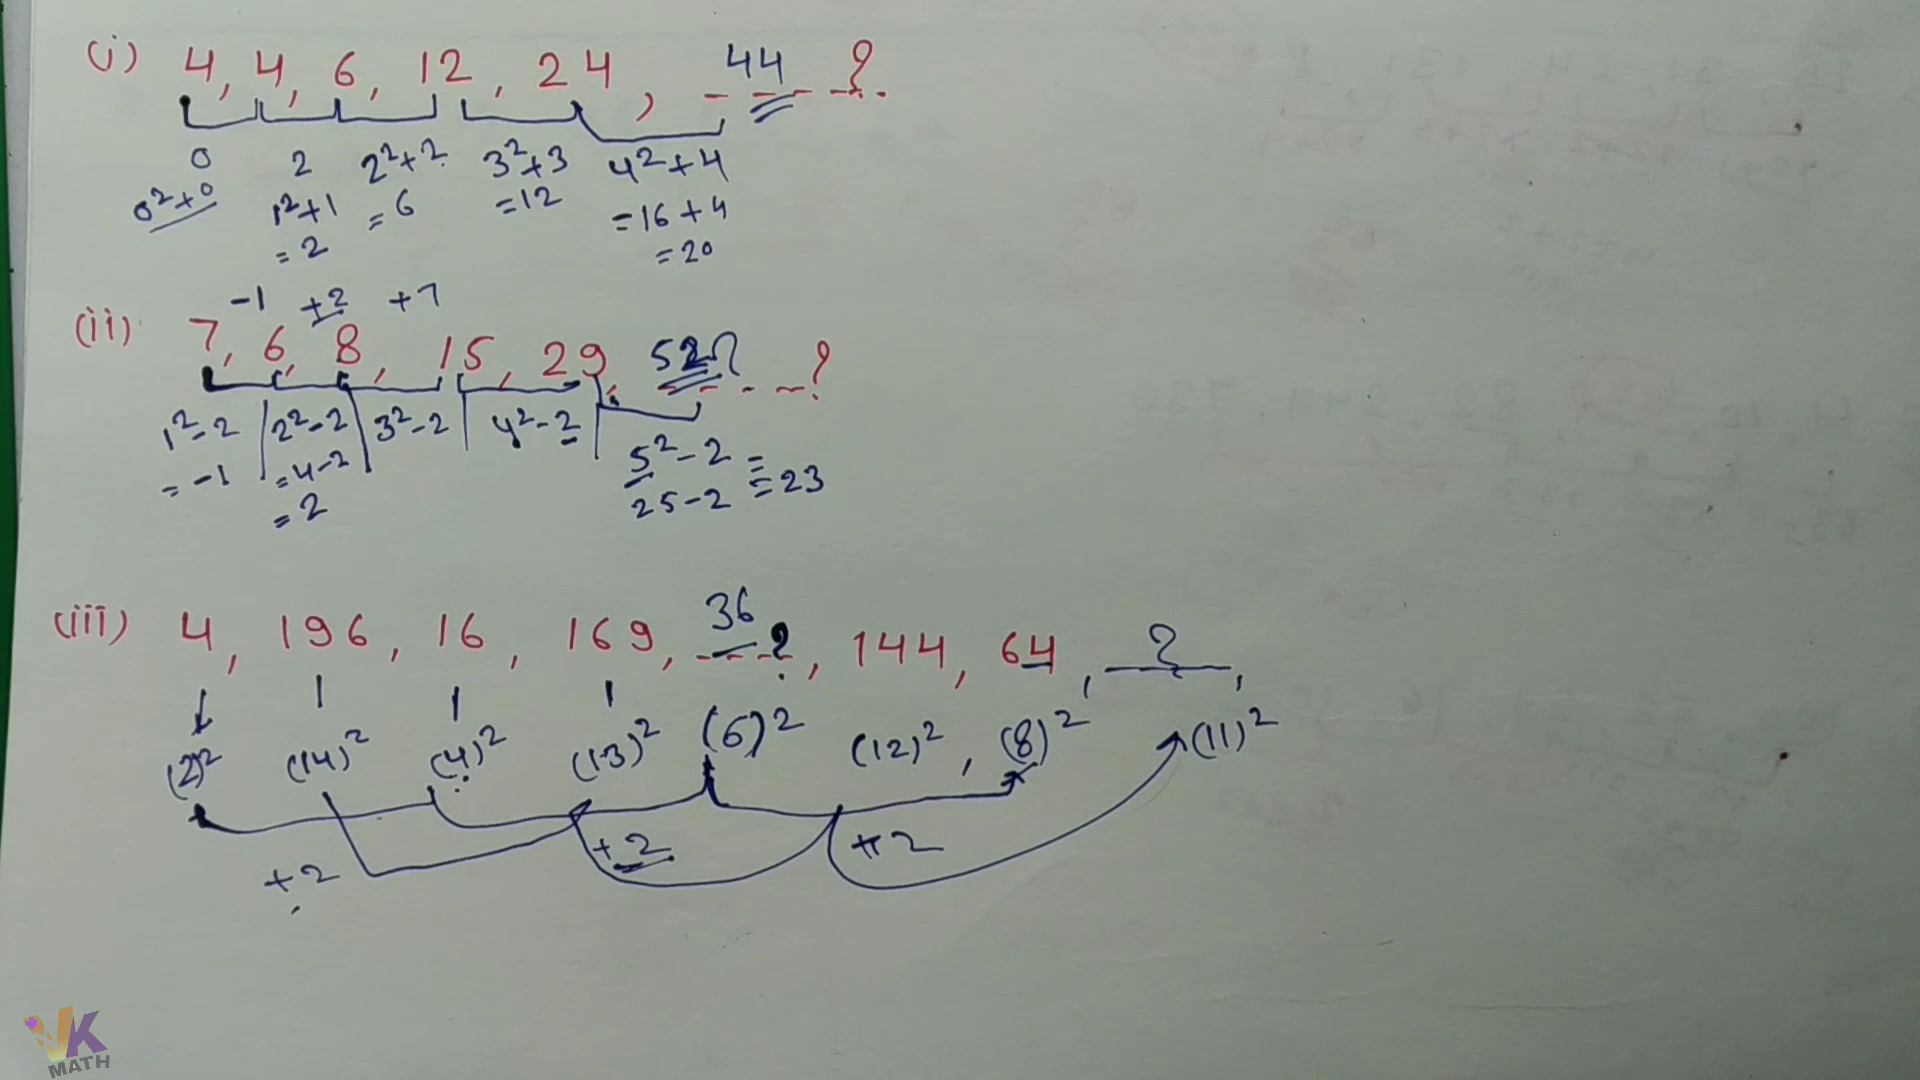 (i) 4, 4, 6, 12, 24, 44 ?
0 2 2²+2 3²+3 4²+4
0²+0 1²+1 = 6 =12 =16+4
=2 =20
-1 +2 +7
(ii) 7, 6, 8, 15, 29, 52 ?
1²-2 2²-2 3²-2 4²-2 5²-2 =
=-1 =4-2 25-2 =23
=2
(iii) 4, 196, 16, 169, 36 ?, 144, 64, ?,
(2)² (14)² (4)² (13)² (6)² (12)², (8)² (11)²
+2 +2 +2
VK
MATH